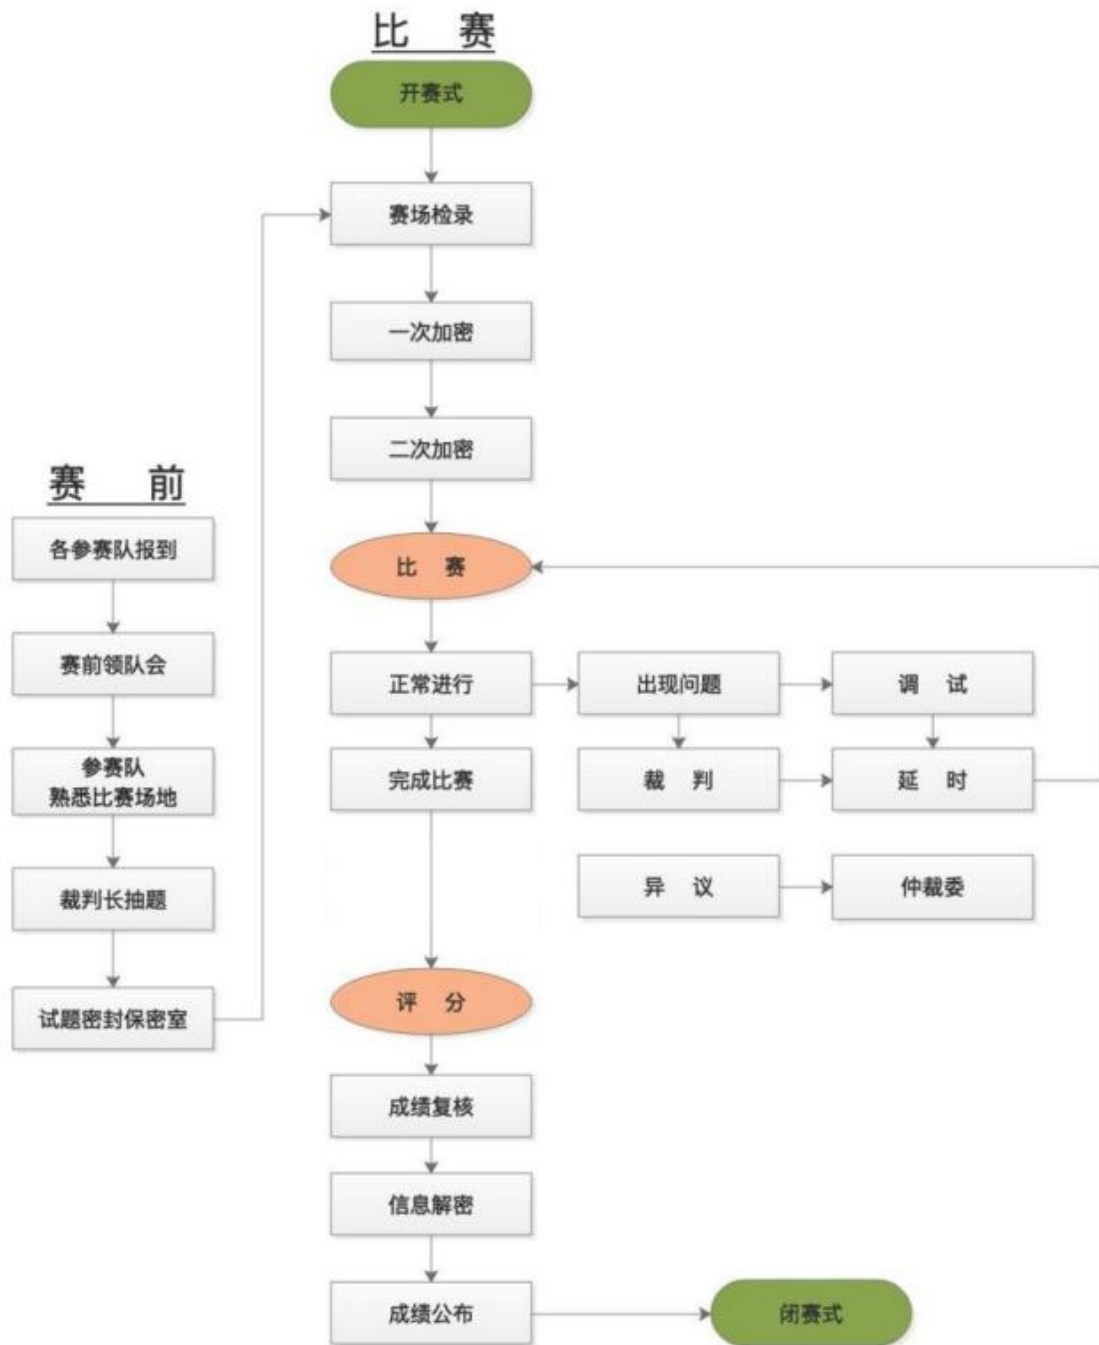 比 赛
开赛式
赛场检录
一次加密
二次加密
赛 前
各参赛队报到
比 赛
赛前领队会
正常进行
出现问题
调 试
参赛队
熟悉比赛场地
完成比赛
裁 判
延 时
裁判长抽题
异 议
仲裁委
试题密封保密室
评 分
成绩复核
信息解密
成绩公布
闭赛式